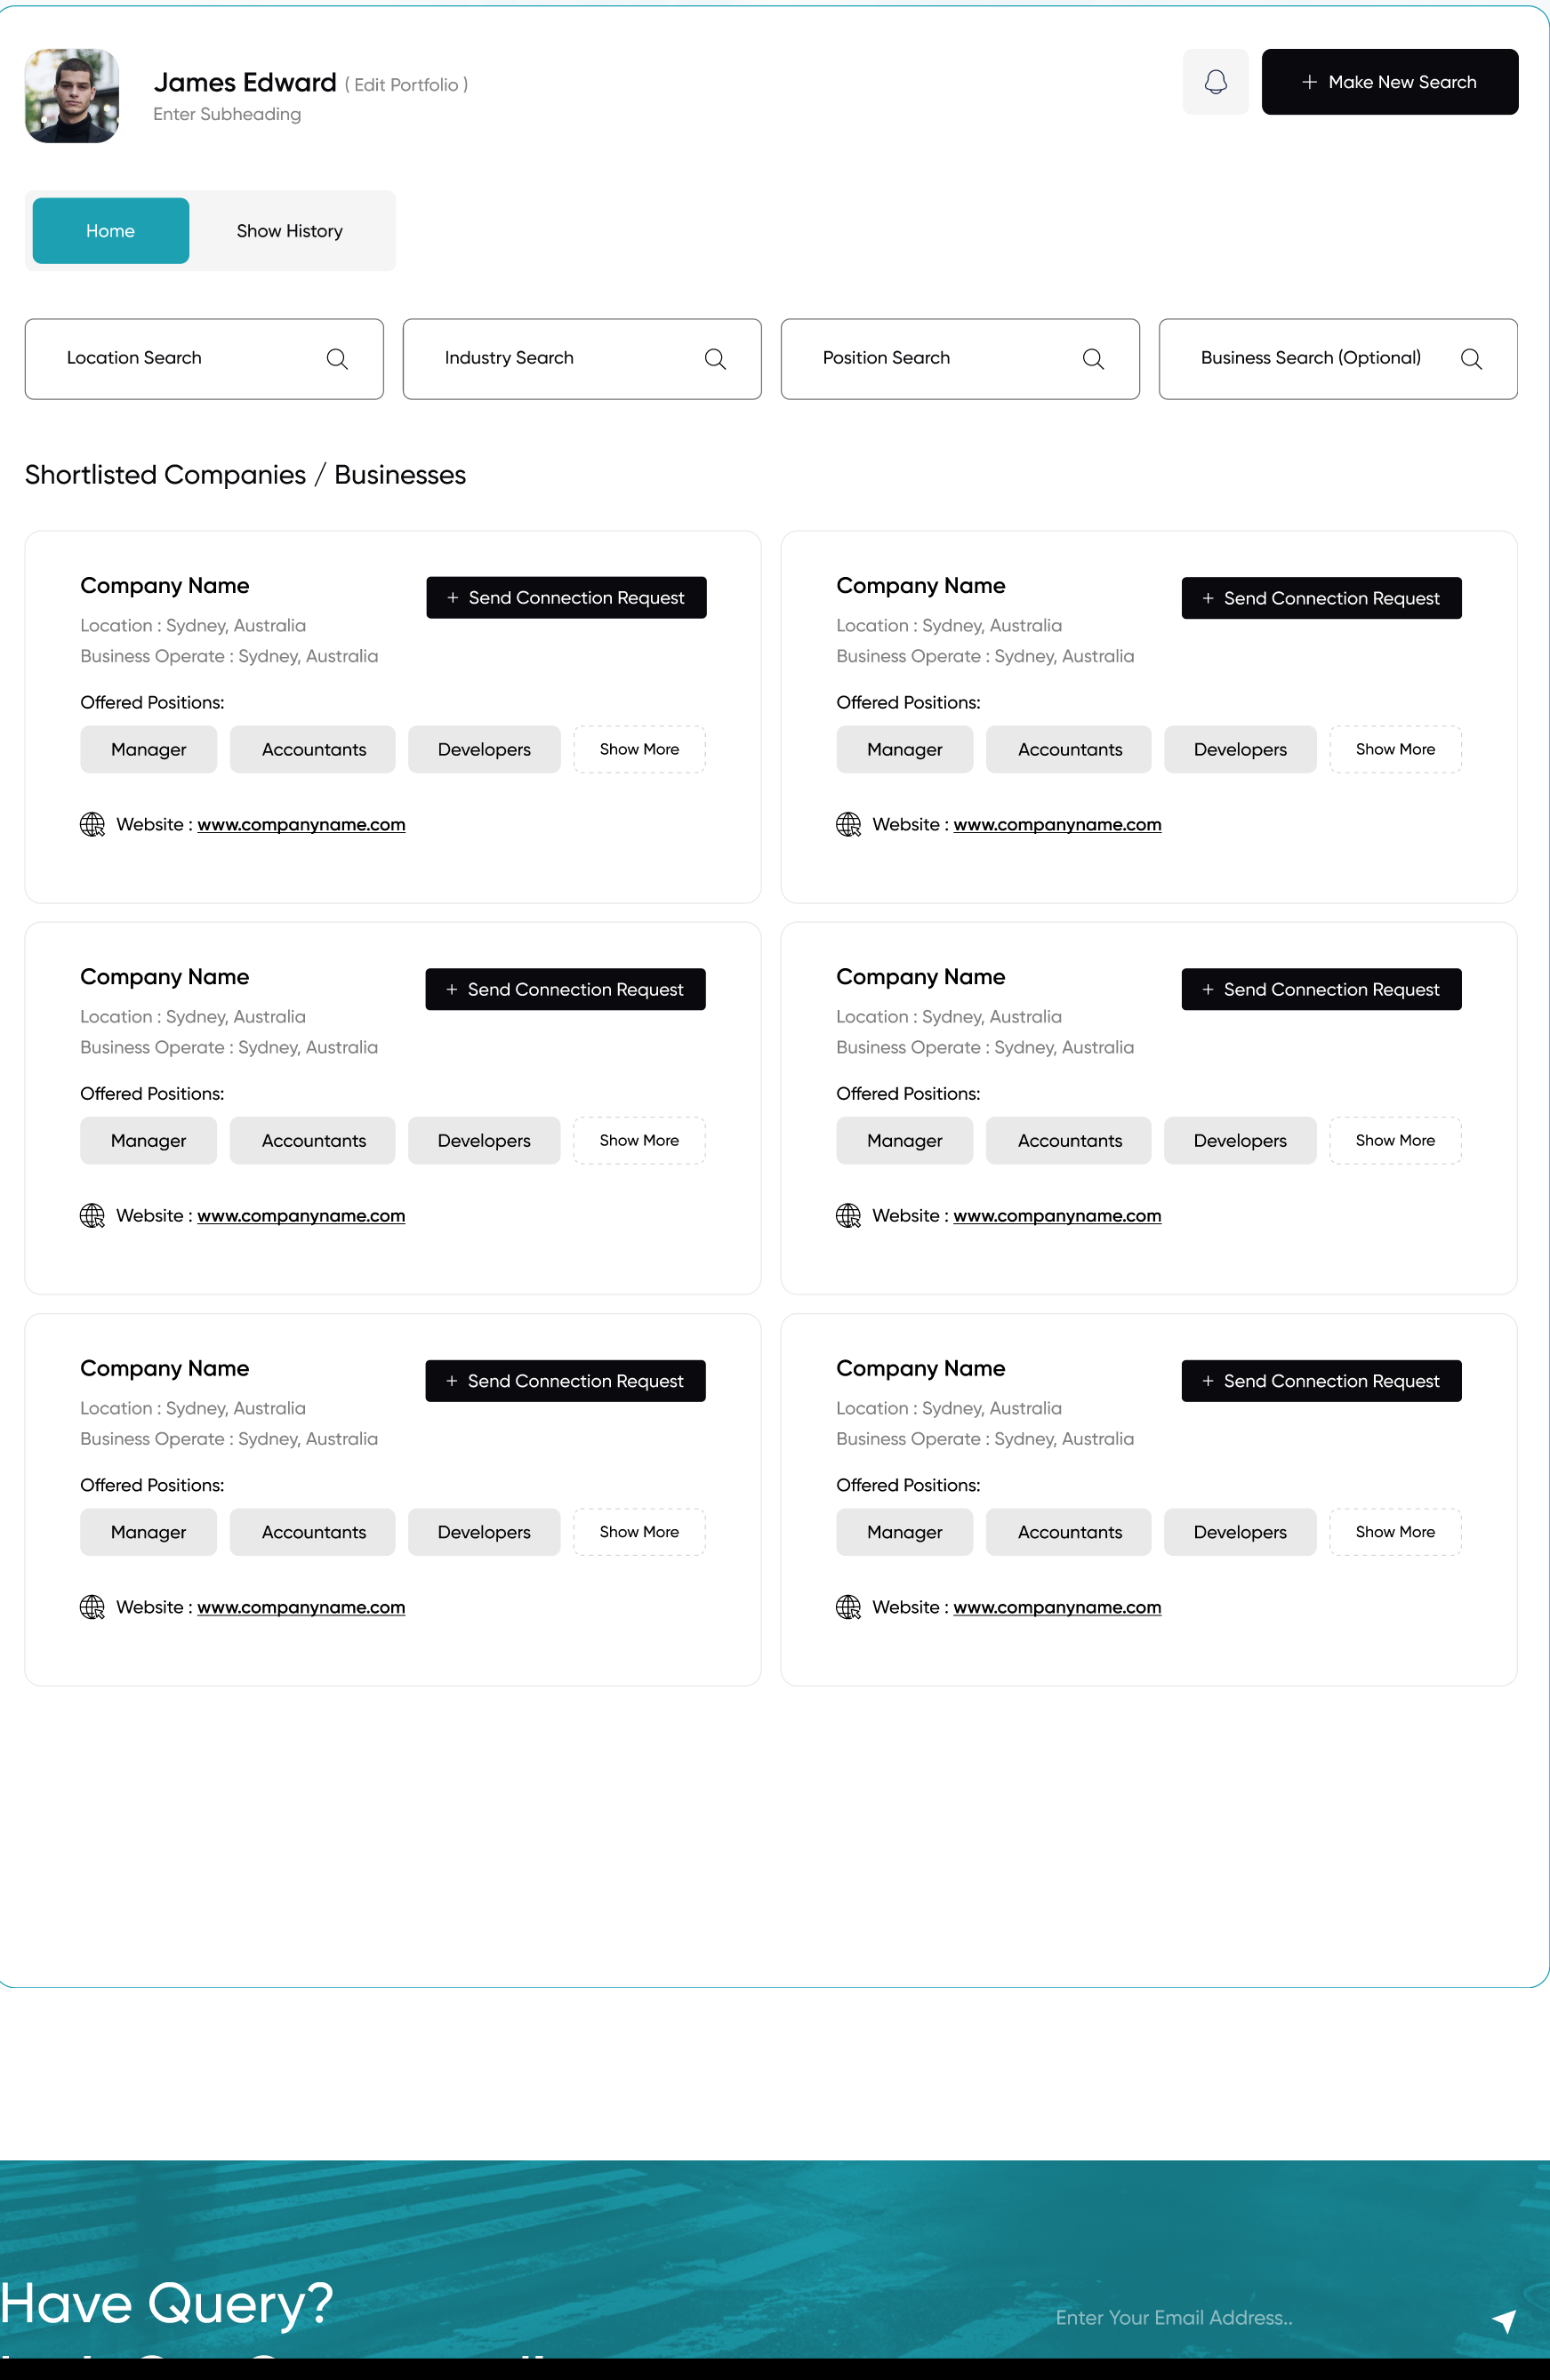 James Edward ( Edit Portfolio )
Enter Subheading
+ Make New Search
Home
Show History
Location Search
Industry Search
Position Search
Business Search (Optional)
Shortlisted Companies / Businesses
Company Name
+ Send Connection Request
Location : Sydney, Australia
Business Operate : Sydney, Australia
Offered Positions:
Manager
Accountants
Developers
Show More
Website : www.companyname.com
Company Name
+ Send Connection Request
Location : Sydney, Australia
Business Operate : Sydney, Australia
Offered Positions:
Manager
Accountants
Developers
Show More
Website : www.companyname.com
Company Name
+ Send Connection Request
Location : Sydney, Australia
Business Operate : Sydney, Australia
Offered Positions:
Manager
Accountants
Developers
Show More
Website : www.companyname.com
Company Name
+ Send Connection Request
Location : Sydney, Australia
Business Operate : Sydney, Australia
Offered Positions:
Manager
Accountants
Developers
Show More
Website : www.companyname.com
Company Name
+ Send Connection Request
Location : Sydney, Australia
Business Operate : Sydney, Australia
Offered Positions:
Manager
Accountants
Developers
Show More
Website : www.companyname.com
Company Name
+ Send Connection Request
Location : Sydney, Australia
Business Operate : Sydney, Australia
Offered Positions:
Manager
Accountants
Developers
Show More
Website : www.companyname.com
Have Query?
Enter Your Email Address..